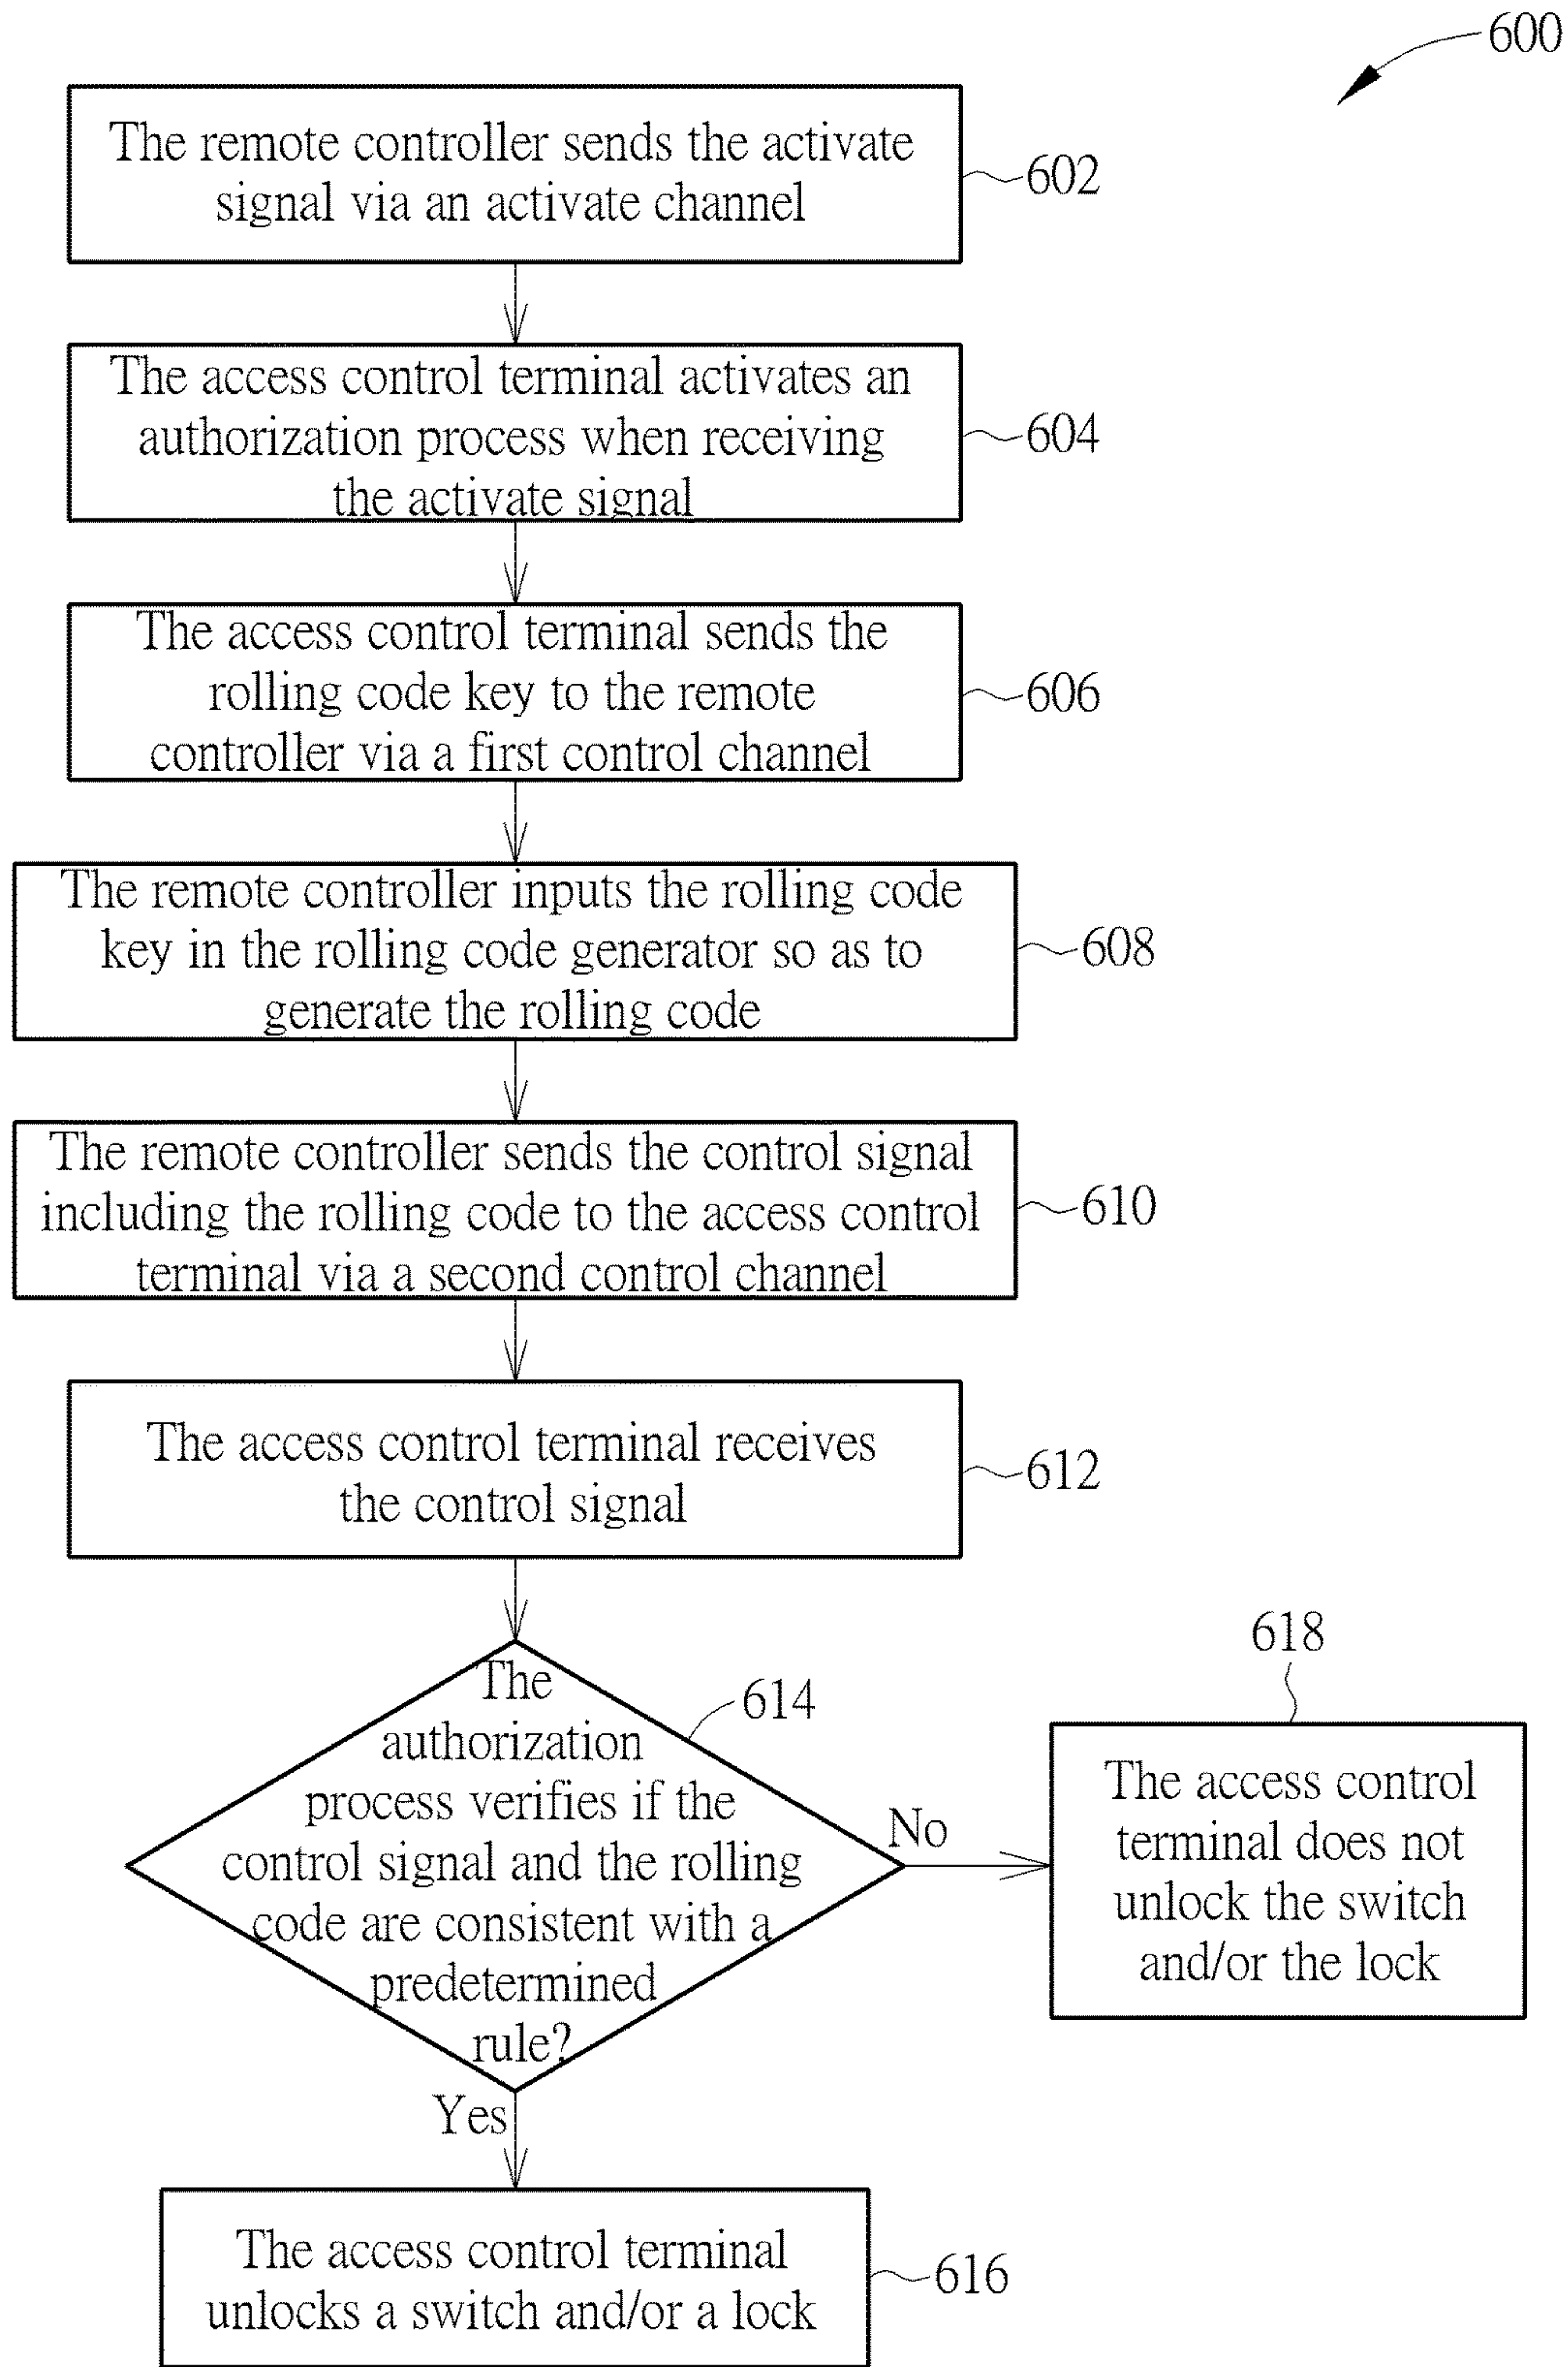 600
The remote controller sends the activate
signal via an activate channel
602
The access control terminal activates an
authorization process when receiving
the activate signal
604
The access control terminal sends the
rolling code key to the remote
controller via a first control channel
606
The remote controller inputs the rolling code
key in the rolling code generator so as to
generate the rolling code
608
The remote controller sends the control signal
including the rolling code to the access control
terminal via a second control channel
610
The access control terminal receives
the control signal
612
The
authorization
process verifies if the
control signal and the rolling
code are consistent with a
predetermined
rule?
614
No
618
The access control
terminal does not
unlock the switch
and/or the lock
Yes
The access control terminal
unlocks a switch and/or a lock
616